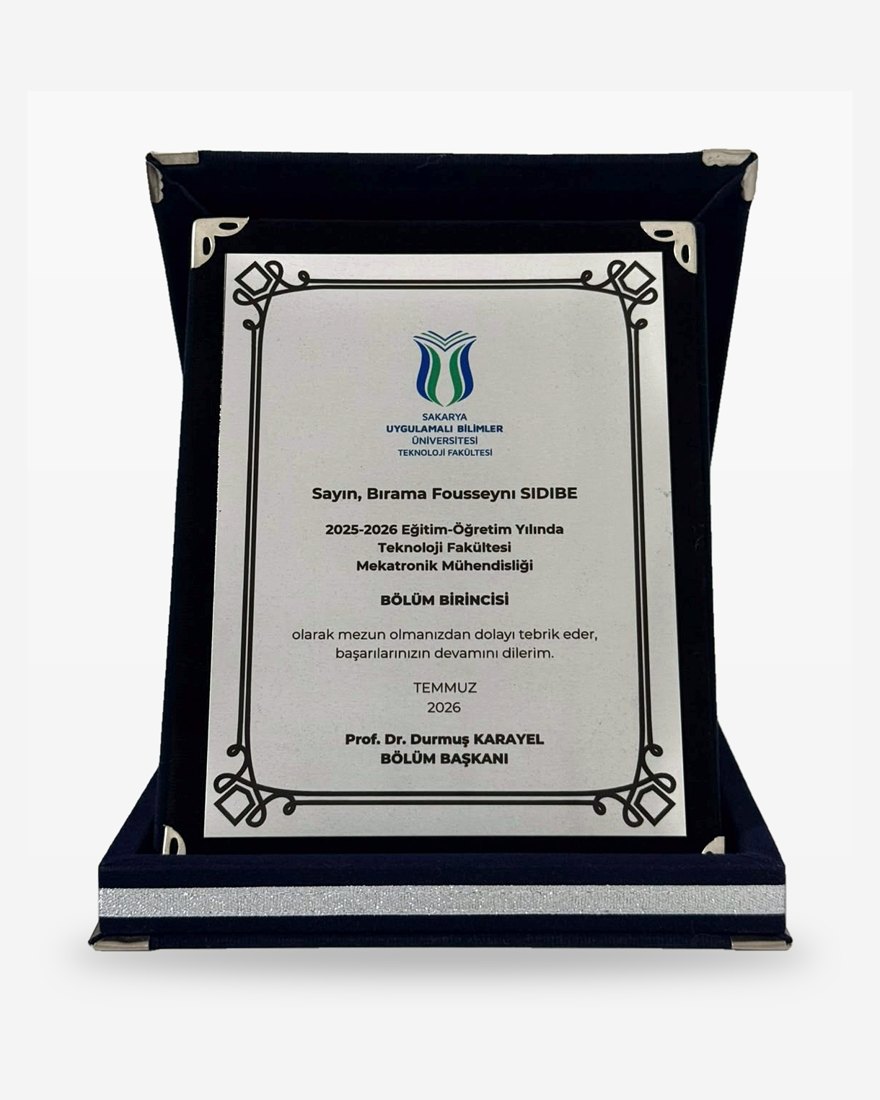 SAKARYA
UYGULAMALI BİLİMLER
ÜNİVERSİTESİ
TEKNOLOJİ FAKÜLTESİ
Sayın, Bırama Fousseynı SIDIBE
2025-2026 Eğitim-Öğretim Yılında
Teknoloji Fakültesi
Mekatronik Mühendisliği
BÖLÜM BİRİNCİSİ
olarak mezun olmanızdan dolayı tebrik eder,
başarılarınızın devamını dilerim.
TEMMUZ
2026
Prof. Dr. Durmuş KARAYEL
BÖLÜM BAŞKANI